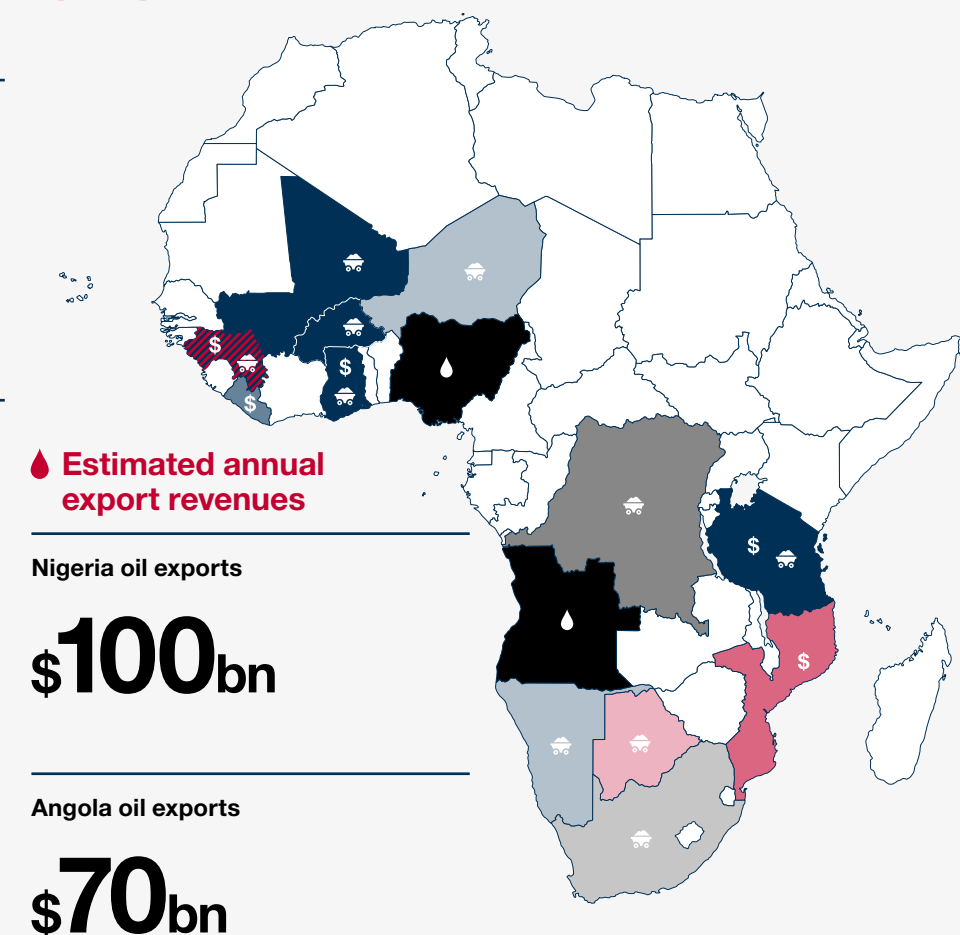 Estimated annual
export revenues
Nigeria oil exports
$100bn
Angola oil exports
$70bn
$
$
$
$
$